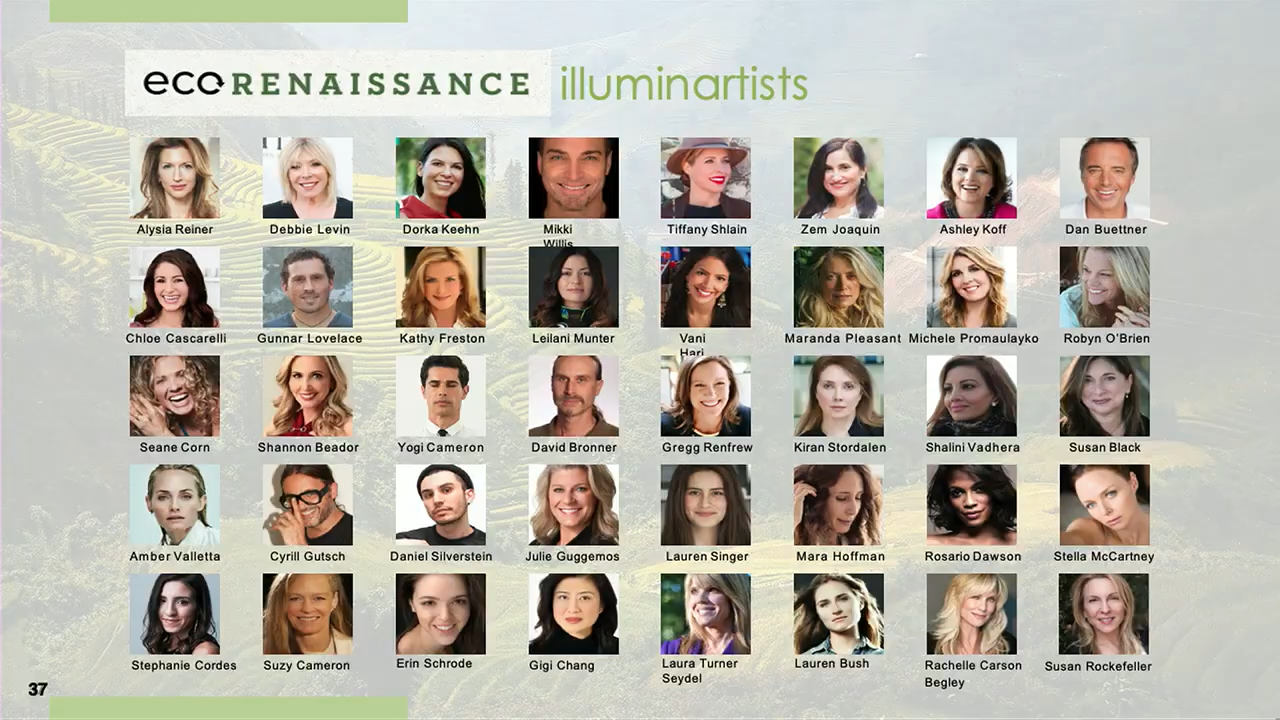 eco RENAISSANCE illuminartists
Alysia Reiner Debbie Levin Dorka Keehn Mikki Tiffany Shlain Zem Joaquin Ashley Koff Dan Buettner
Willis
Chloe Cascarelli Gunnar Lovelace Kathy Freston Leilani Munter Vani Maranda Pleasant Michele Promaulayko Robyn O'Brien
Hari
Seane Corn Shannon Beador Yogi Cameron David Bronner Gregg Renfrew Kiran Stordalen Shalini Vadhera Susan Black
Amber Valletta Cyrill Gutsch Daniel Silverstein Julie Guggemos Lauren Singer Mara Hoffman Rosario Dawson Stella McCartney
Stephanie Cordes Suzy Cameron Erin Schrode Gigi Chang Laura Turner Lauren Bush Rachelle Carson Susan Rockefeller
Seydel Begley
37